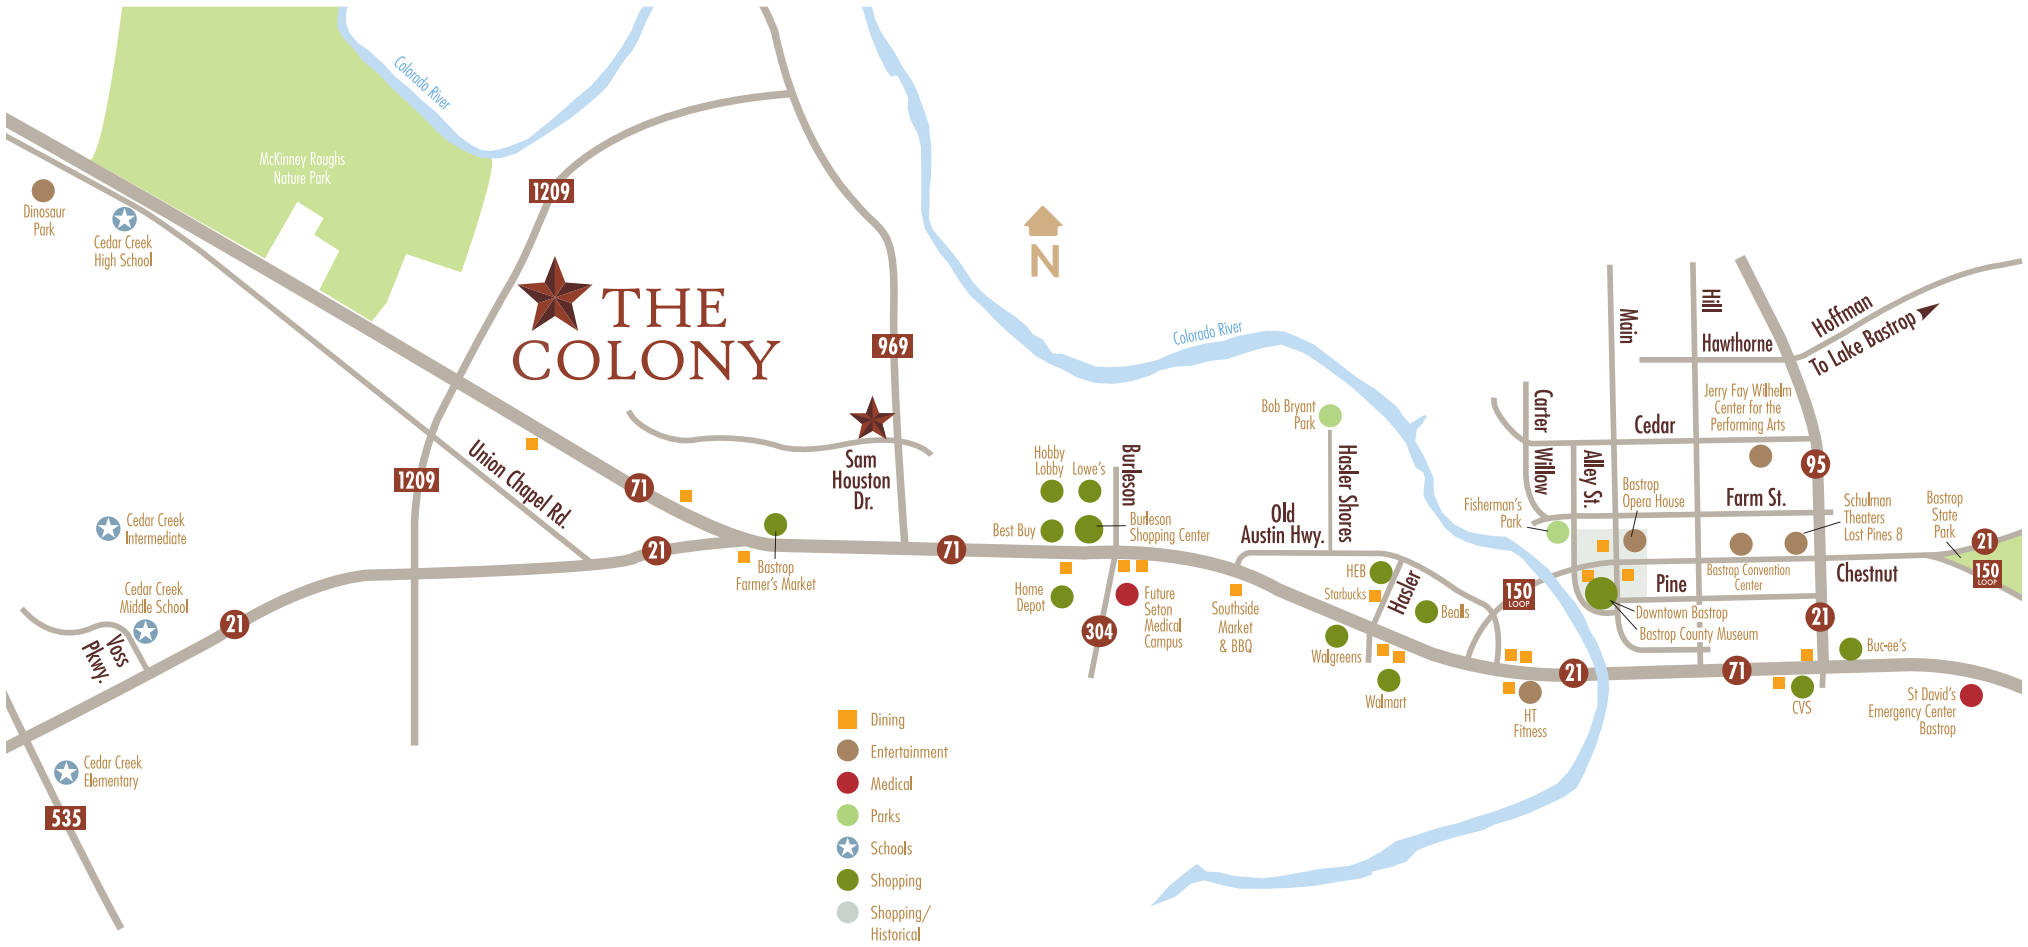 Colorado River
McKinney Roughs
Nature Park
Dinosaur
Park
Cedar Creek
High School
1209
THE
COLONY
969
N
Colorado River
Main
Hill
Hawthorne
Hoffman
To Lake Bastrop
Jerry Fay Wilhelm
Center for the
Performing Arts
Carter
Cedar
Bob Bryant
Park
Hasler Shores
Burleson
Hobby
Lobby
Lowe's
Best Buy
Burleson
Shopping Center
Sam
Houston
Dr.
Union Chapel Rd.
1209
71
21
71
Bastrop
Farmer's Market
Cedar Creek
Intermediate
Cedar Creek
Middle School
21
Voss
Pkwy.
Cedar Creek
Elementary
535
Home
Depot
304
Future
Seton
Medical
Campus
Old
Austin Hwy.
Southside
Market
& BBQ
HEB
Starbucks
Hasler
Bealls
Walgreens
Walmart
150
LOOP
HT
Fitness
21
Willow
Alley St.
Fisherman's
Park
Bastrop
Opera House
Farm St.
95
Schulman
Theaters
Lost Pines 8
Bastrop
State
Park
21
150
LOOP
Chestnut
Bastrop Convention
Center
Pine
Downtown Bastrop
Bastrop County Museum
21
71
Buc-ee's
CVS
St David's
Emergency Center
Bastrop
Dining
Entertainment
Medical
Parks
Schools
Shopping
Shopping/
Historical